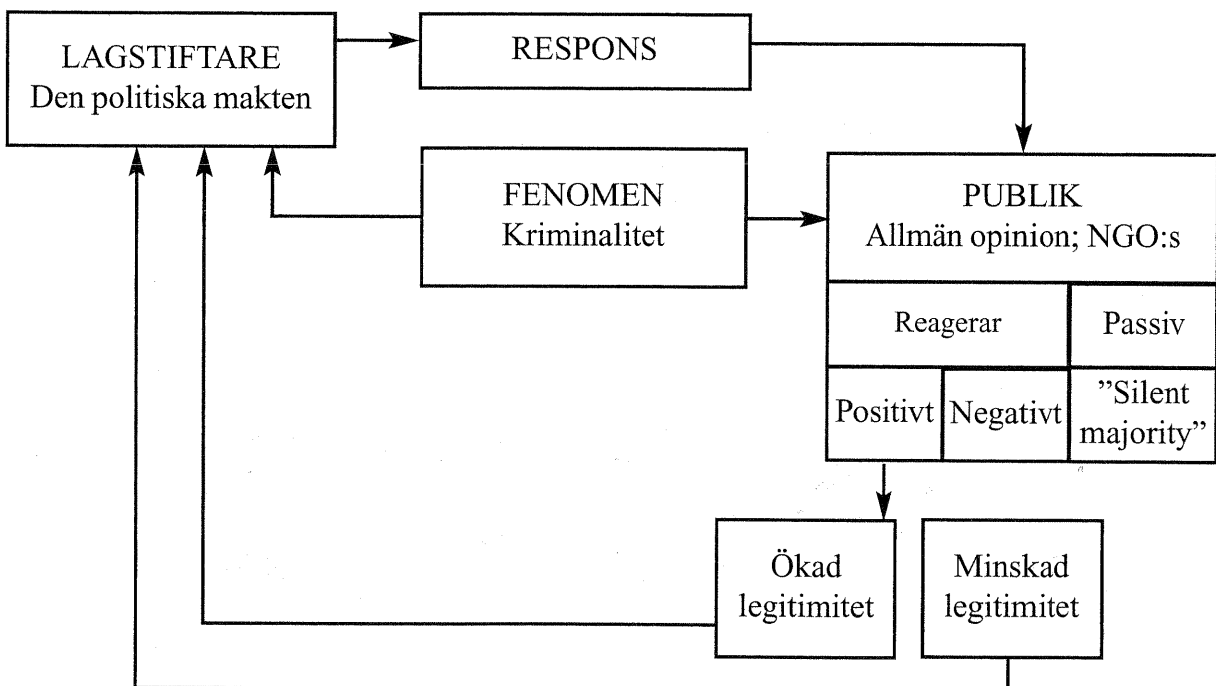 LAGSTIFTARE
Den politiska makten
RESPONS
FENOMEN
Kriminalitet
PUBLIK
Allmän opinion; NGO:s
Reagerar
Passiv
Positivt
Negativt
”Silent
majority”
Ökad
legitimitet
Minskad
legitimitet